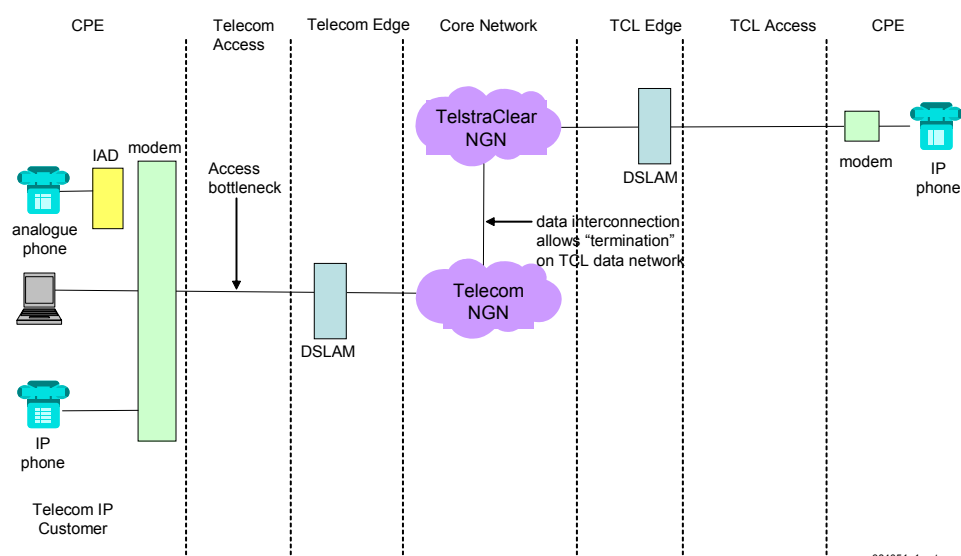 CPE
Telecom
Access
Telecom Edge
Core Network
TCL Edge
TCL Access
CPE
TelstraClear
NGN
IAD
modem
Access
bottleneck
analogue
phone
DSLAM
modem
IP
phone
data interconnection
allows “termination”
on TCL data network
Telecom
NGN
DSLAM
IP
phone
Telecom IP
Customer